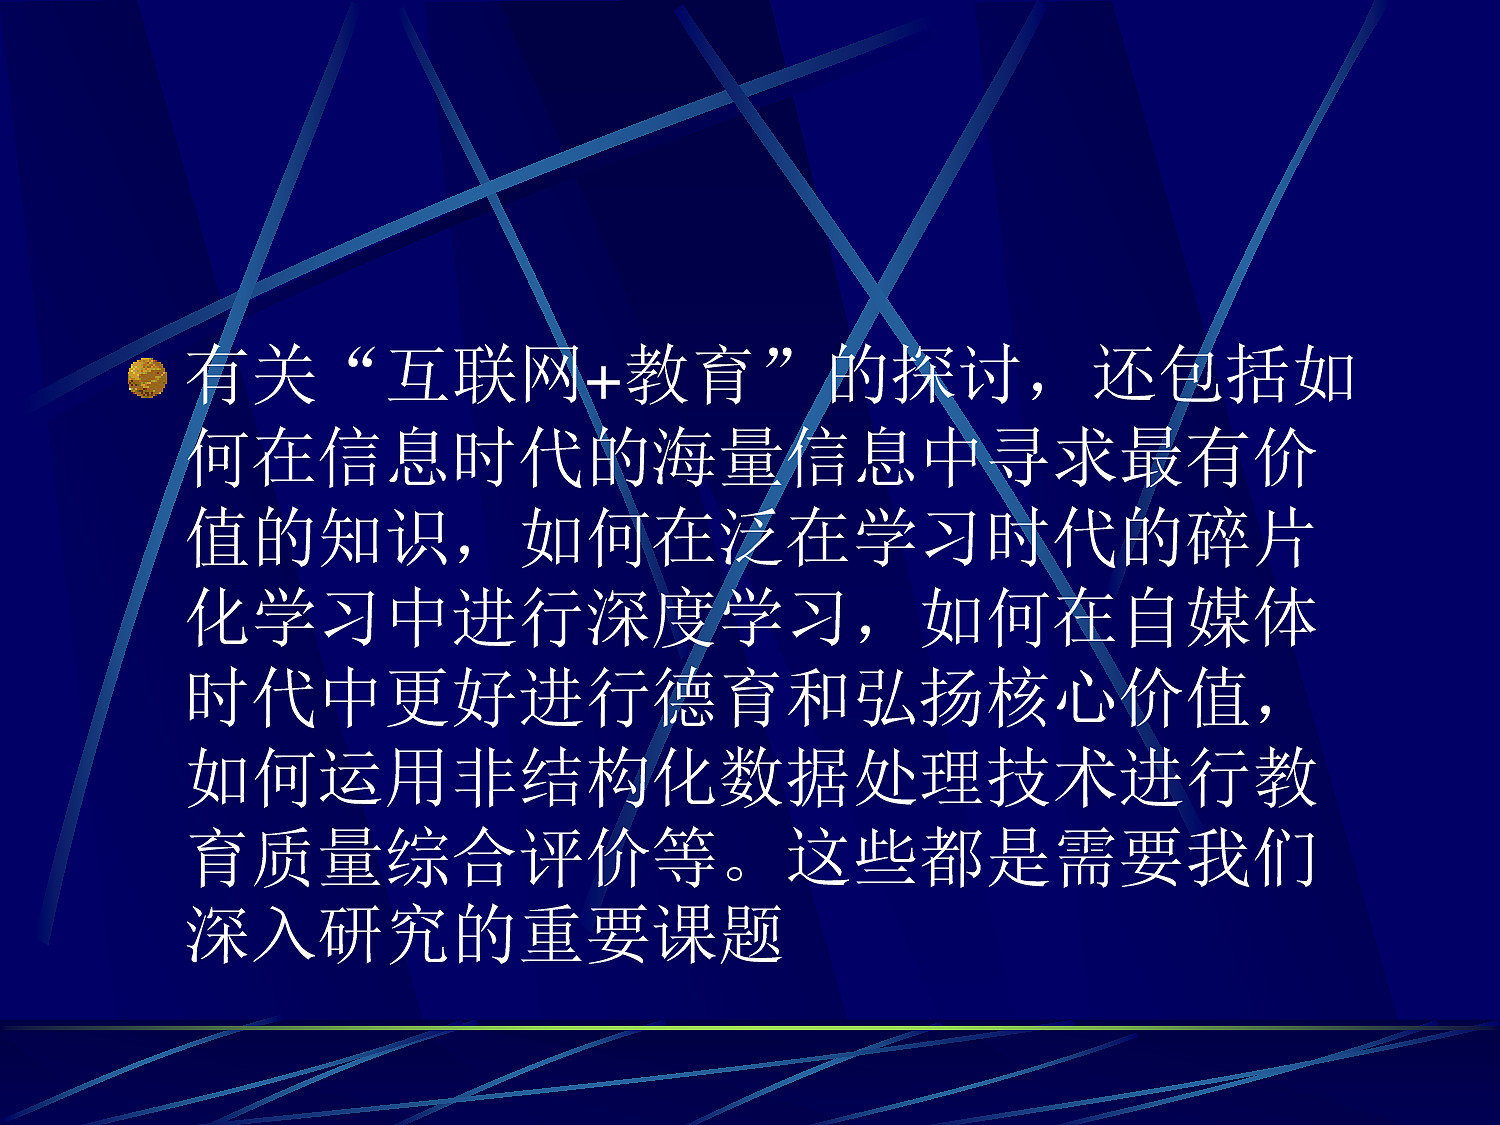 有关“互联网+教育”的探讨，还包括如
何在信息时代的海量信息中寻求最有价
值的知识，如何在泛在学习时代的碎片
化学习中进行深度学习，如何在自媒体
时代中更好进行德育和弘扬核心价值，
如何运用非结构化数据处理技术进行教
育质量综合评价等。这些都是需要我们
深入研究的重要课题